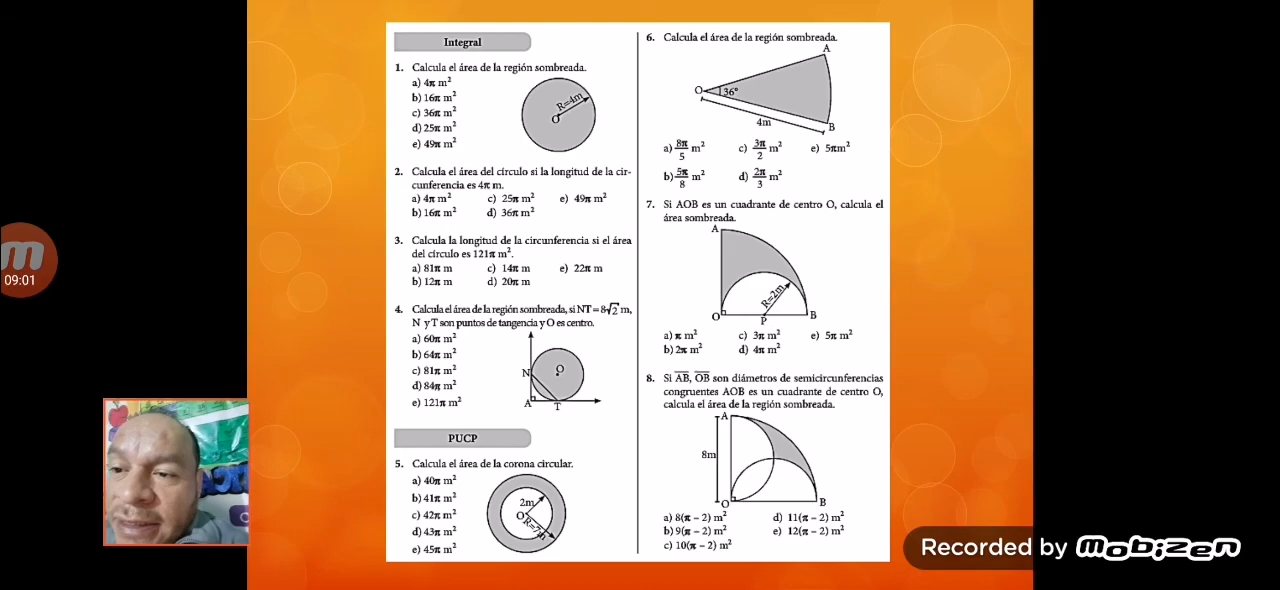 Integral
1. Calcula el área de la región sombreada.
a) 4π m²
b) 16π m²
c) 36π m²
d) 25π m²
e) 49π m²
R=4m
O
2. Calcula el área del círculo si la longitud de la cir-
cunferencia es 4π m.
a) 4π m² c) 25π m² e) 49π m²
b) 16π m² d) 36π m²
3. Calcula la longitud de la circunferencia si el área
del círculo es 121π m².
a) 81π m c) 14π m e) 22π m
b) 12π m d) 20π m
4. Calcula el área de la región sombreada, si NT = 8√2 m,
N y T son puntos de tangencia y O es centro.
a) 60π m²
b) 64π m²
c) 81π m²
d) 84π m²
e) 121π m²
O
N
A T
PUCP
5. Calcula el área de la corona circular.
a) 40π m²
b) 41π m²
c) 42π m²
d) 43π m²
e) 45π m²
2m
O
R=7m
6. Calcula el área de la región sombreada.
A
O 36°
4m B
a) 8π/5 m² c) 3π/2 m² e) 5πm²
b) 5π/8 m² d) 2π/3 m²
7. Si AOB es un cuadrante de centro O, calcula el
área sombreada.
A
R=2m
O P B
a) π m² c) 3π m² e) 5π m²
b) 2π m² d) 4π m²
8. Si AB, OB son diámetros de semicircunferencias
congruentes AOB es un cuadrante de centro O,
calcula el área de la región sombreada.
A
8m
O B
a) 8(π – 2) m² d) 11(π – 2) m²
b) 9(π – 2) m² e) 12(π – 2) m²
c) 10(π – 2) m²
m
09:01
Recorded by mobizen